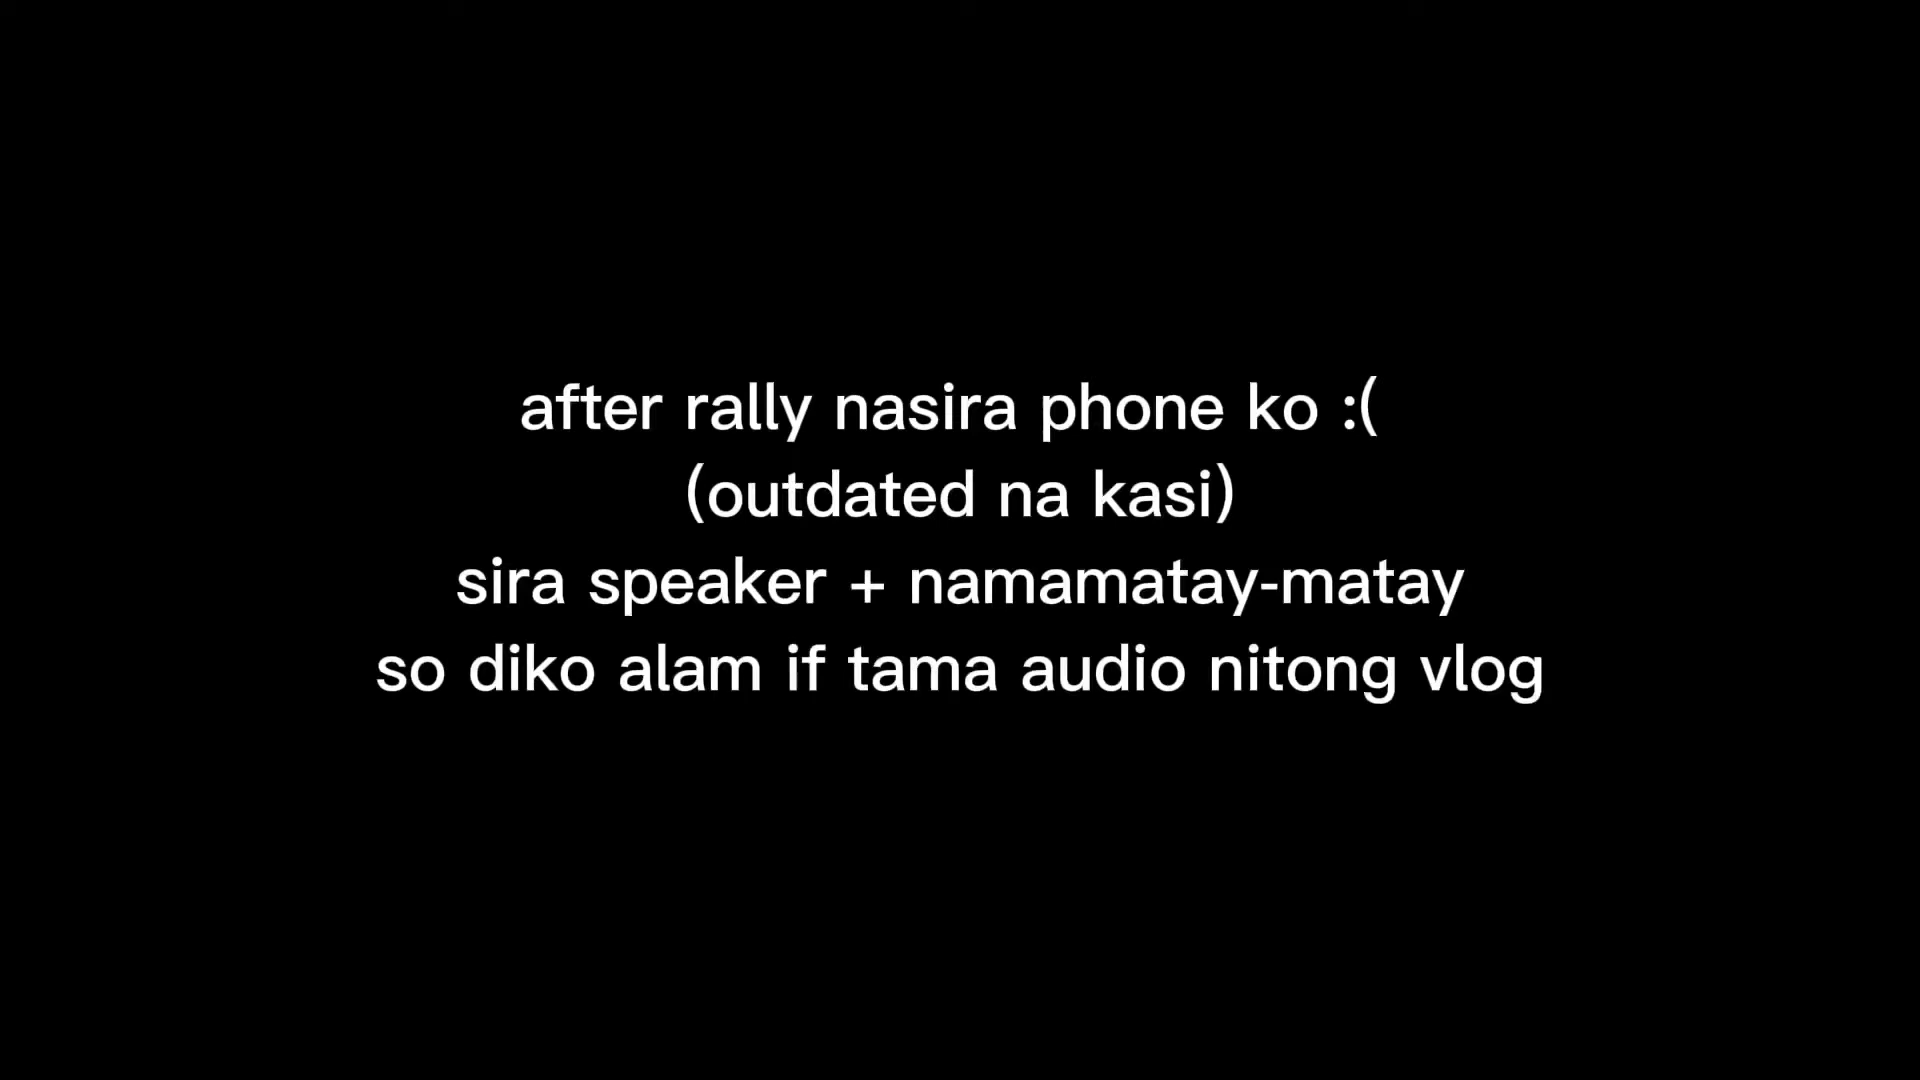 after rally nasira phone ko :(
(outdated na kasi)
sira speaker + namamatay-matay
so diko alam if tama audio nitong vlog